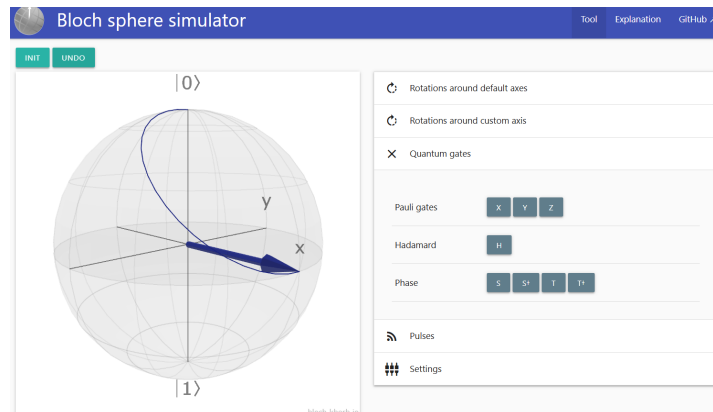 Bloch sphere simulator
Tool Explanation GitHub
INIT UNDO
|0⟩
y
x
|1⟩
Rotations around default axes
Rotations around custom axis
Quantum gates
Pauli gates X Y Z
Hadamard H
Phase S S† T T†
Pulses
Settings